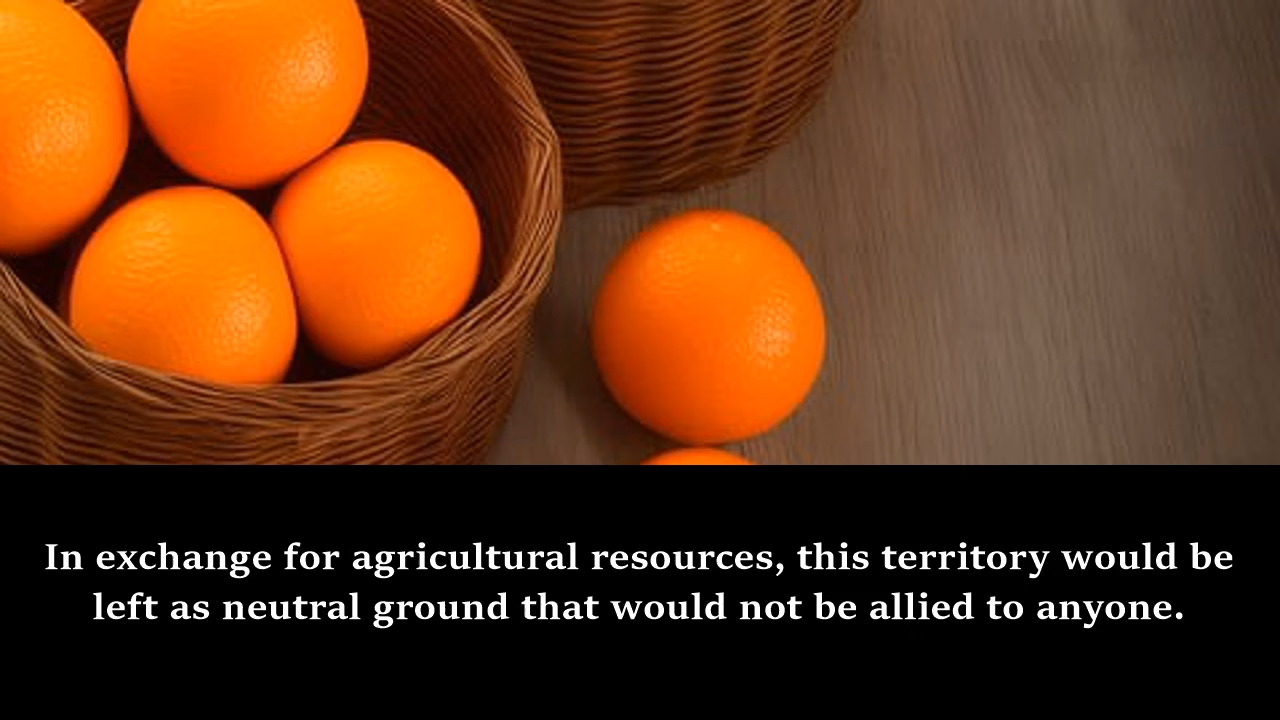 In exchange for agricultural resources, this territory would be
left as neutral ground that would not be allied to anyone.